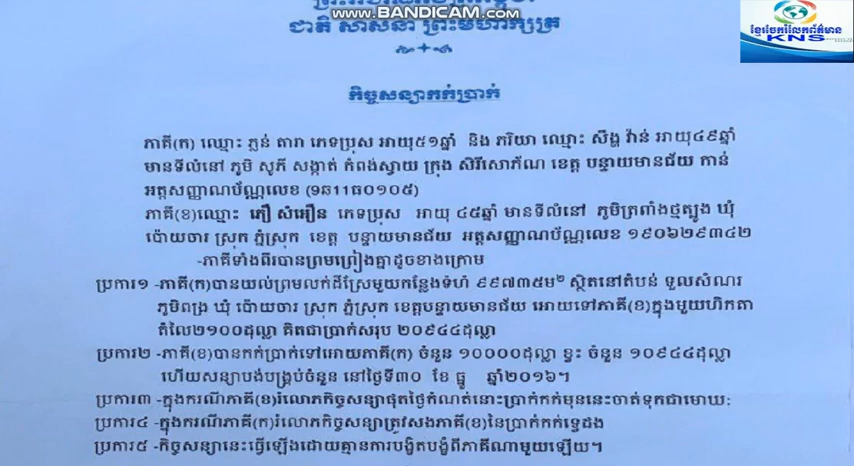 www.BANDICAM.com
ជាតិ សាសនា ព្រះមហាក្សត្រ
ខ្មែរចែករំលែកព័ត៌មាន
KNS
កិច្ចសន្យាកក់ប្រាក់
ភាគី(ក) ឈ្មោះ ភួន តារា ភេទប្រុស អាយុ៥១ឆ្នាំ និង ភរិយា ឈ្មោះ សឹង្ហ វ៉ាន់ អាយុ៤៩ឆ្នាំ
មានទីលំនៅ ភូមិ សូភី សង្កាត់ កំពង់ស្វាយ ក្រុង សិរីសោភ័ណ ខេត្ត បន្ទាយមានជ័យ កាន់
អត្តសញ្ញាណប័ណ្ណលេខ (១ឆ11ធ០១០៥)
ភាគី(ខ)ឈ្មោះ ភឿ សំអឿន ភេទប្រុស អាយុ ៤៥ឆ្នាំ មានទីលំនៅ ភូមិត្រពាំងថ្មត្បូង ឃុំ
ប៉ោយចារ ស្រុក ភ្នំស្រុក ខេត្ត បន្ទាយមានជ័យ អត្តសញ្ញាណប័ណ្ណលេខ ១៩០៦២៩៣៤២
-ភាគីទាំងពីរបានព្រមព្រៀងគ្នាដូចខាងក្រោម
ប្រការ១ -ភាគី(ក)បានយល់ព្រមលក់ដីស្រែមួយកន្លែងទំហំ ៩៩៧៣៥ម² ស្ថិតនៅតំបន់ ទួលសំណរ
ភូមិពង្រ ឃុំ ប៉ោយចារ ស្រុក ភ្នំស្រុក ខេត្តបន្ទាយមានជ័យ អោយទៅភាគី(ខ)ក្នុងមួយហិកតា
តំលៃ២១០០ដុល្លា គិតជាប្រាក់សរុប ២០៩៤៤ដុល្លា
ប្រការ២ -ភាគី(ខ)បានកក់ប្រាក់ទៅអោយភាគី(ក) ចំនួន ១០០០០ដុល្លា ខ្វះ ចំនួន ១០៩៤៤ដុល្លា
ហើយសន្យាបង់បង្គ្រប់ចំនួន នៅថ្ងៃទី៣០ ខែ ធ្នូ ឆ្នាំ២០១៦។
ប្រការ៣ -ក្នុងករណីភាគី(ខ)រំលោភកិច្ចសន្យាផុតថ្ងៃកំណត់នោះប្រាក់កក់មុននេះចាត់ទុកជាមោឃ:
ប្រការ៤ -ក្នុងករណីភាគី(ក)រំលោភកិច្ចសន្យាត្រូវសងភាគី(ខ)នៃប្រាក់កក់ទ្វេដង
ប្រការ៥ -កិច្ចសន្យានេះធ្វើឡើងដោយគ្មានការបង្ខិតបង្ខំពីភាគីណាមួយឡើយ។